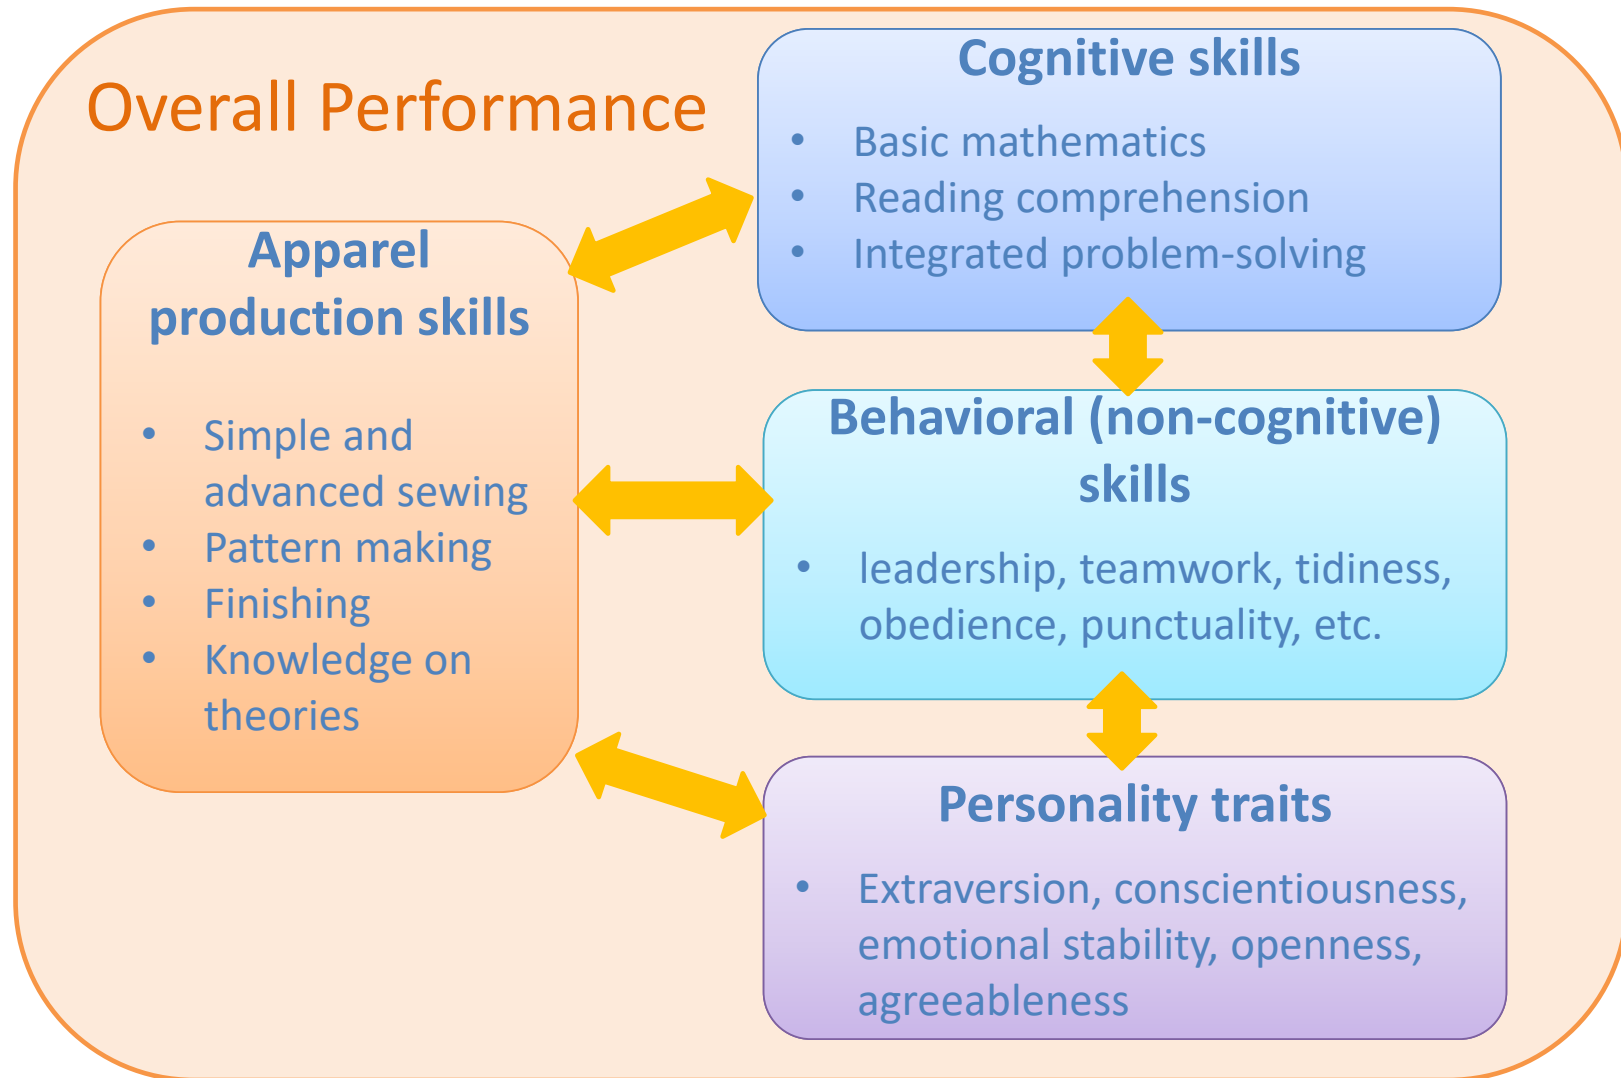 Overall Performance
Apparel
production skills
• Simple and
advanced sewing
• Pattern making
• Finishing
• Knowledge on
theories
Cognitive skills
• Basic mathematics
• Reading comprehension
• Integrated problem-solving
Behavioral (non-cognitive)
skills
• leadership, teamwork, tidiness,
obedience, punctuality, etc.
Personality traits
• Extraversion, conscientiousness,
emotional stability, openness,
agreeableness